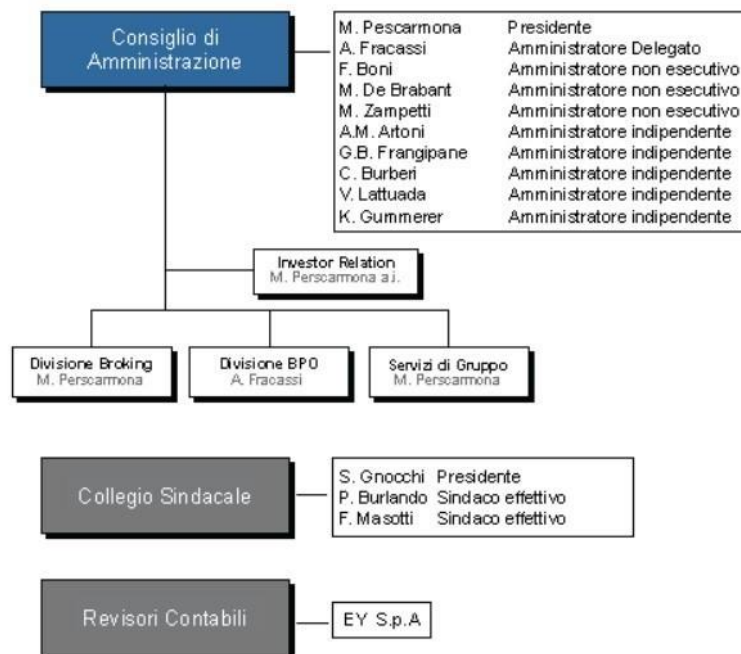 Consiglio di
Amministrazione
M. Pescarmona Presidente
A. Fracassi Amministratore Delegato
F. Boni Amministratore non esecutivo
M. De Brabant Amministratore non esecutivo
M. Zampetti Amministratore non esecutivo
A.M. Artoni Amministratore indipendente
G.B. Frangipane Amministratore indipendente
C. Burberi Amministratore indipendente
V. Lattuada Amministratore indipendente
K. Gummerer Amministratore indipendente
Investor Relation
M. Perscarmona a.i.
Divisione Broking
M. Perscarmona
Divisione BPO
A. Fracassi
Servizi di Gruppo
M. Perscarmona
Collegio Sindacale
S. Gnocchi Presidente
P. Burlando Sindaco effettivo
F. Masotti Sindaco effettivo
Revisori Contabili
EY S.p.A